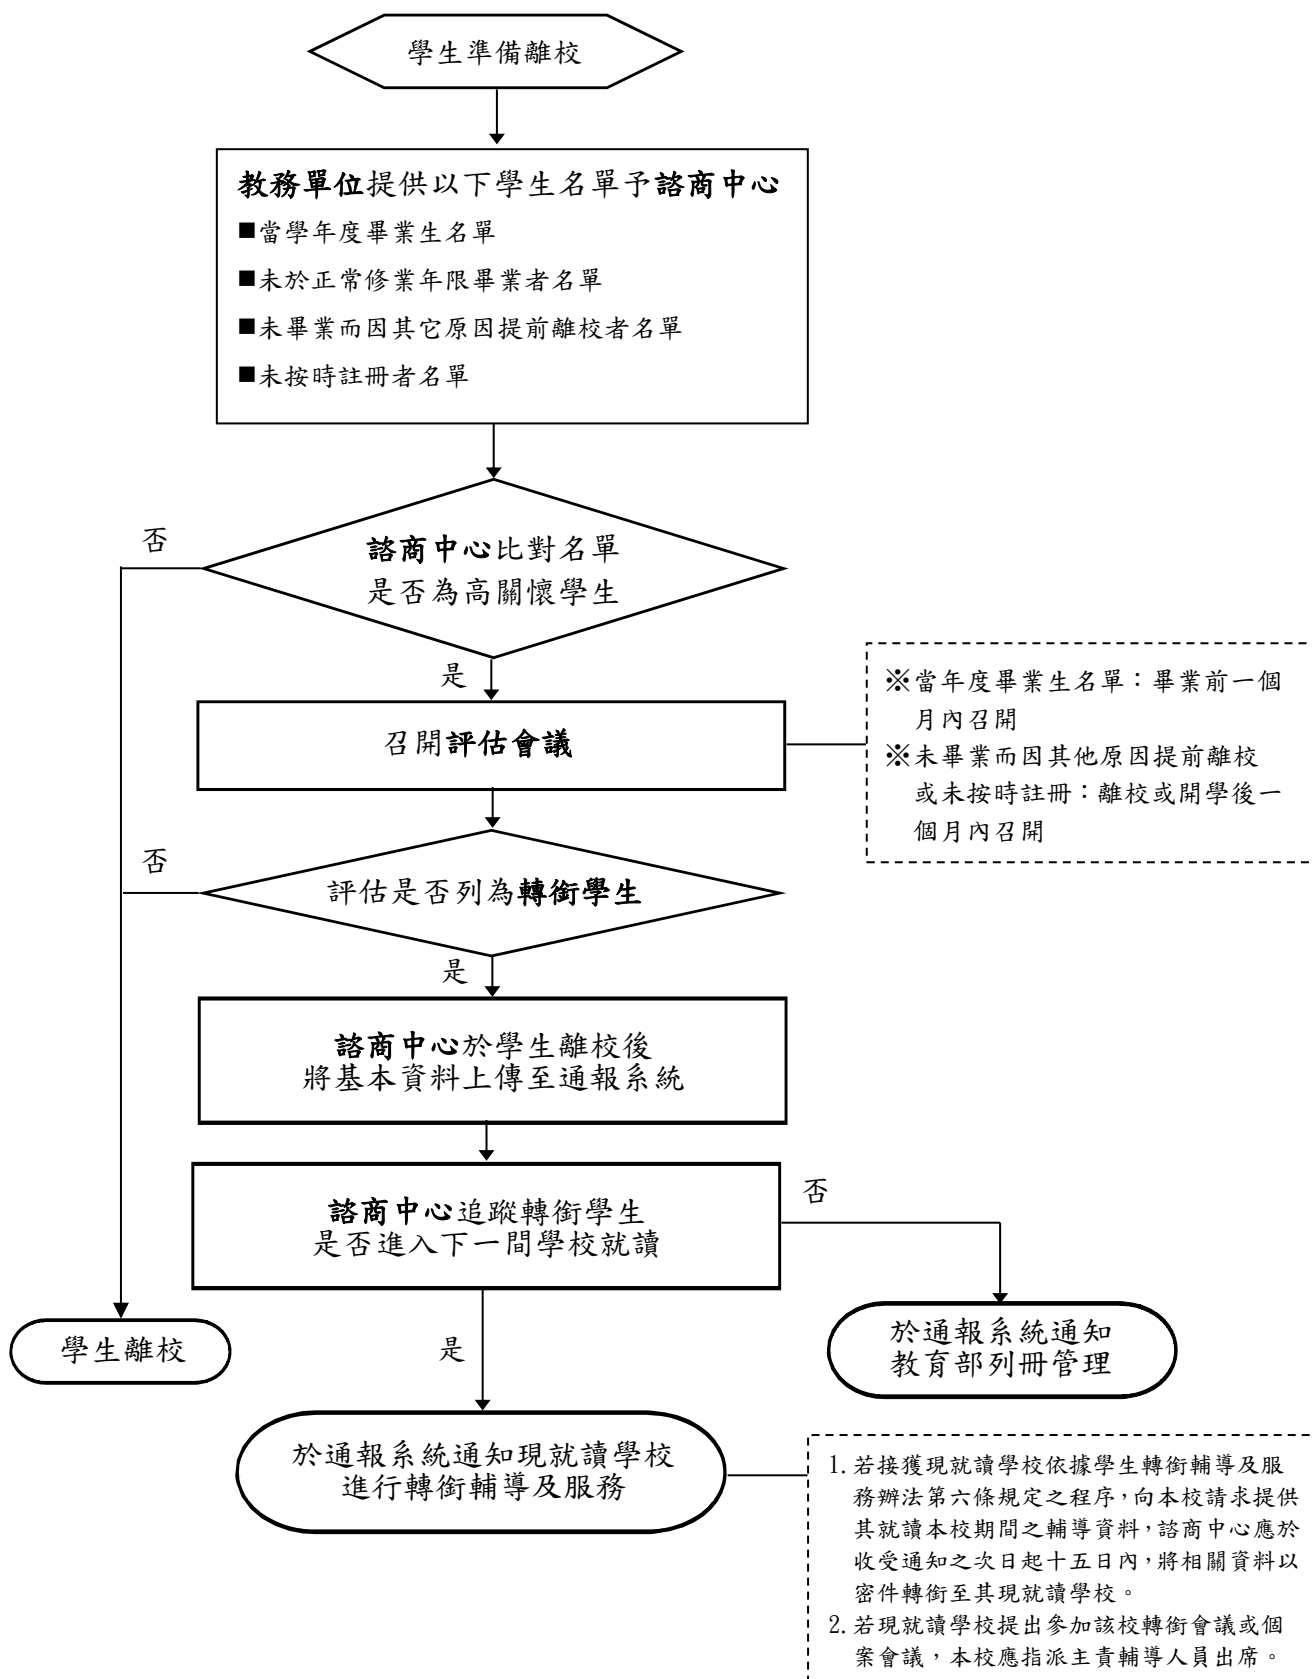 學生準備離校
教務單位提供以下學生名單予諮商中心
■當學年度畢業生名單
■未於正常修業年限畢業者名單
■未畢業而因其它原因提前離校者名單
■未按時註冊者名單
否
諮商中心比對名單
是否為高關懷學生
是
召開評估會議
※當年度畢業生名單：畢業前一個
月內召開
※未畢業而因其他原因提前離校
或未按時註冊：離校或開學後一
個月內召開
否
評估是否列為轉銜學生
是
諮商中心於學生離校後
將基本資料上傳至通報系統
諮商中心追蹤轉銜學生
是否進入下一間學校就讀
否
學生離校
是
於通報系統通知
教育部列冊管理
於通報系統通知現就讀學校
進行轉銜輔導及服務
1.若接獲現就讀學校依據學生轉銜輔導及服
務辦法第六條規定之程序，向本校請求提供
其就讀本校期間之輔導資料，諮商中心應於
收受通知之次日起十五日內，將相關資料以
密件轉銜至其現就讀學校。
2.若現就讀學校提出參加該校轉銜會議或個
案會議，本校應指派主責輔導人員出席。